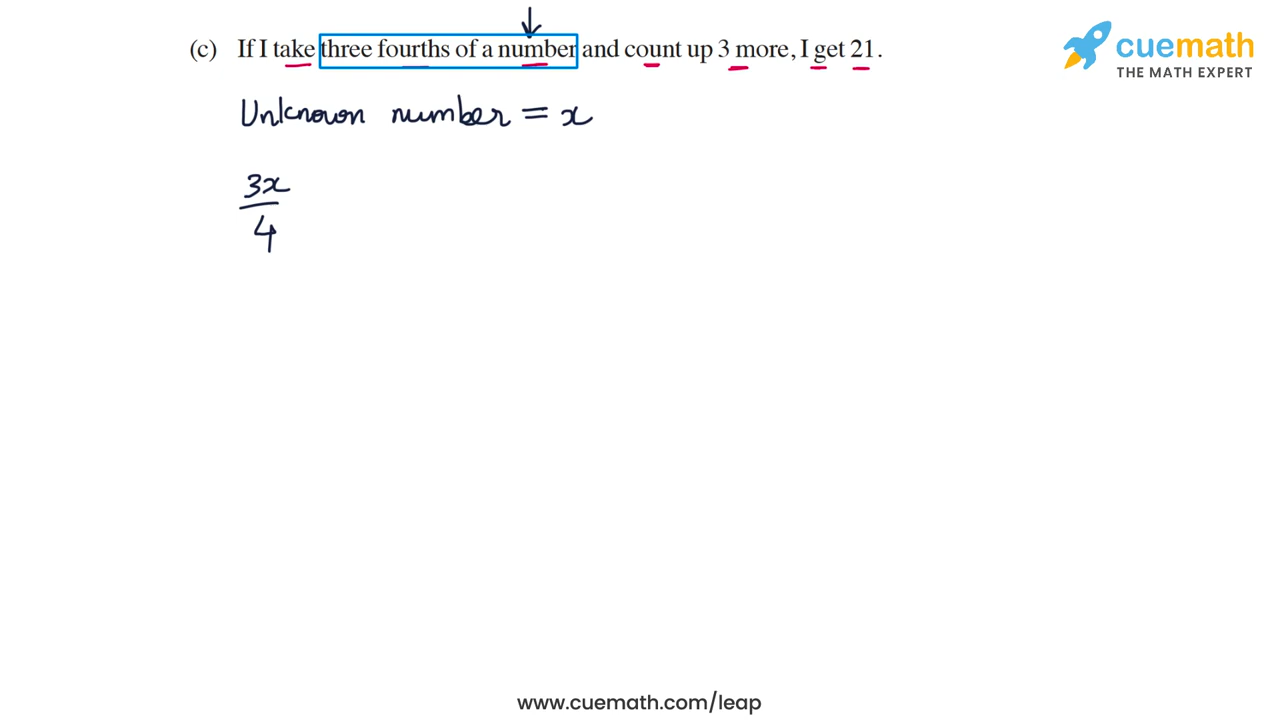 (c) If I take three fourths of a number and count up 3 more, I get 21.
cuemath
THE MATH EXPERT
Unknown number = x
3x
4
www.cuemath.com/leap